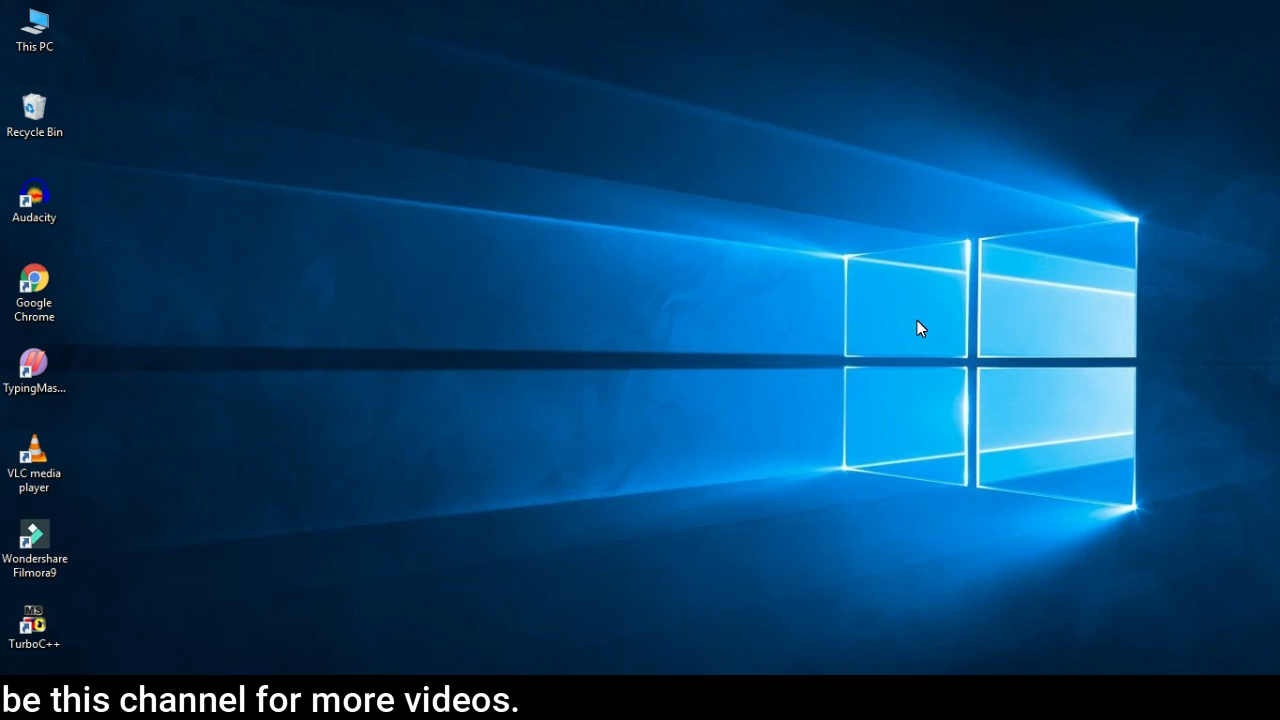 This PC
Recycle Bin
Audacity
Google
Chrome
TypingMas...
VLC media
player
Wondershare
Filmora9
MS
TurboC++
be this channel for more videos.